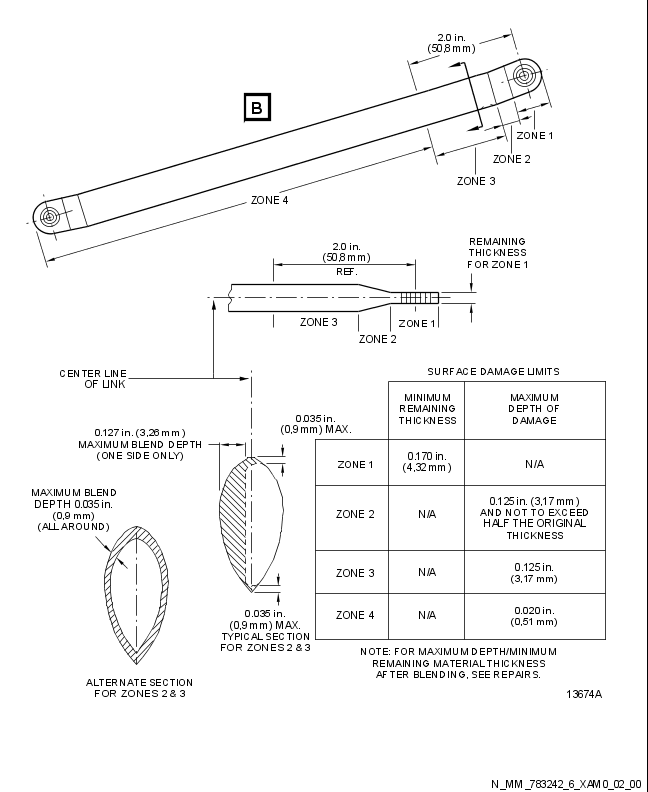 2.0 in.
(50,8 mm)
B
ZONE 1
ZONE 2
ZONE 3
ZONE 4
2.0 in.
(50,8 mm)
REF.
REMAINING
THICKNESS
FOR ZONE 1
ZONE 3
ZONE 1
ZONE 2
CENTER LINE
OF LINK
0.035 in.
(0,9 mm) MAX.
0.127 in. (3,26 mm)
MAXIMUM BLEND DEPTH
(ONE SIDE ONLY)
MAXIMUM BLEND
DEPTH 0.035 in.
(0,9 mm)
(ALL AROUND)
0.035 in.
(0,9 mm) MAX.
TYPICAL SECTION
FOR ZONES 2 & 3
ALTERNATE SECTION
FOR ZONES 2 & 3
SURFACE DAMAGE LIMITS
MINIMUM
REMAINING
THICKNESS
MAXIMUM
DEPTH OF
DAMAGE
ZONE 1
0.170 in.
(4,32 mm)
N/A
ZONE 2
N/A
0.125 in. (3,17 mm)
AND NOT TO EXCEED
HALF THE ORIGINAL
THICKNESS
ZONE 3
N/A
0.125 in.
(3,17 mm)
ZONE 4
N/A
0.020 in.
(0,51 mm)
NOTE: FOR MAXIMUM DEPTH/MINIMUM
REMAINING MATERIAL THICKNESS
AFTER BLENDING, SEE REPAIRS.
13674A
N_MM_783242_6_XAM0_02_00